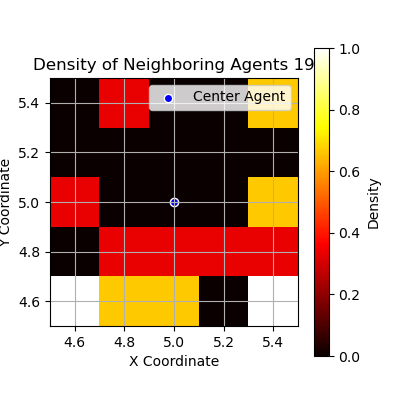 Density of Neighboring Agents 19
Center Agent
1.0
0.8
0.6
0.4
0.2
0.0
Density
5.4
5.2
5.0
4.8
4.6
Y Coordinate
4.6 4.8 5.0 5.2 5.4
X Coordinate